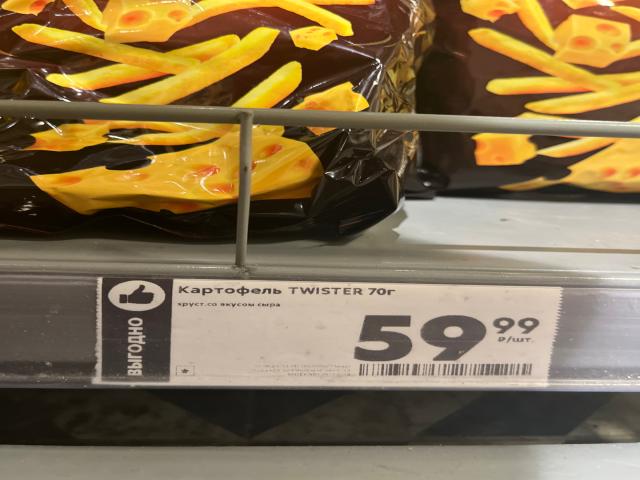 Картофель TWISTER 70г
хруст.со вкусом сыра
ВЫГОДНО
59 99
₽/шт.